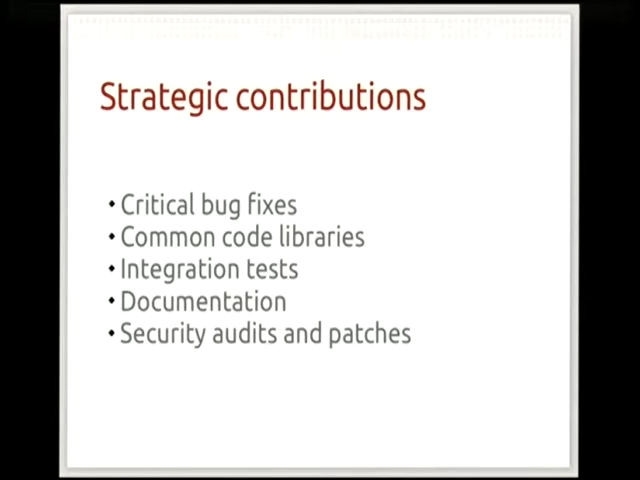 Strategic contributions
• Critical bug fixes
• Common code libraries
• Integration tests
• Documentation
• Security audits and patches